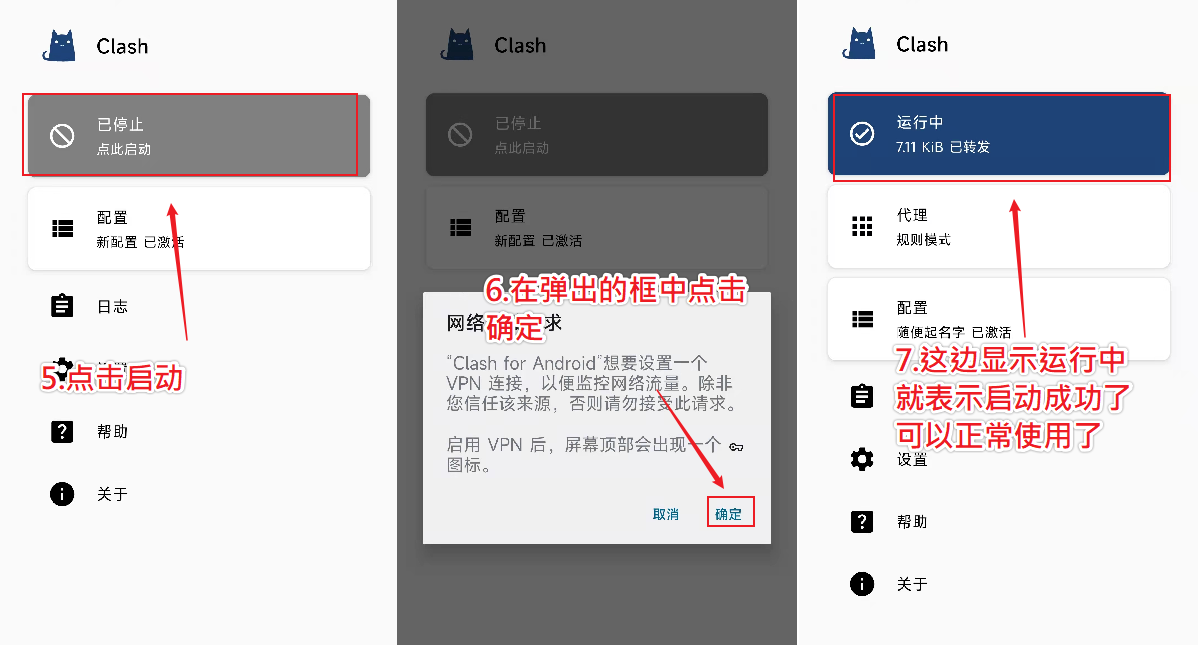 Clash
已停止
点此启动
配置
新配置 已激活
日志
5.点击启动
帮助
关于
Clash
已停止
点此启动
配置
新配置 已激活
6.在弹出的框中点击
确定
网络
求
“Clash for Android”想要设置一个
VPN 连接，以便监控网络流量。除非
您信任该来源，否则请勿接受此请求。
启用 VPN 后，屏幕顶部会出现一个
图标。
取消
确定
Clash
运行中
7.11 KiB 已转发
代理
规则模式
配置
随便起名字 已激活
7.这边显示运行中
就表示启动成功了
可以正常使用了
设置
帮助
关于